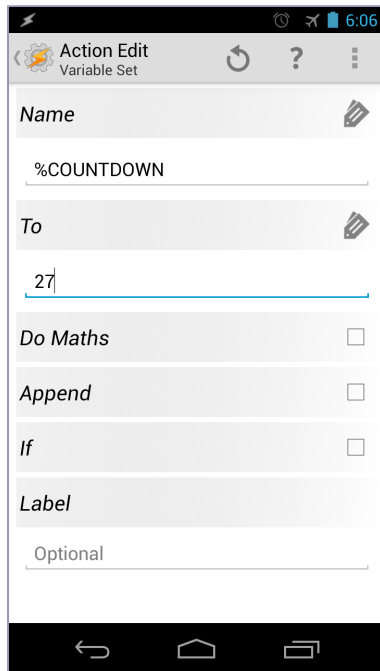 6:06
Action Edit
Variable Set
?
Name
%COUNTDOWN
To
27
Do Maths
Append
If
Label
Optional